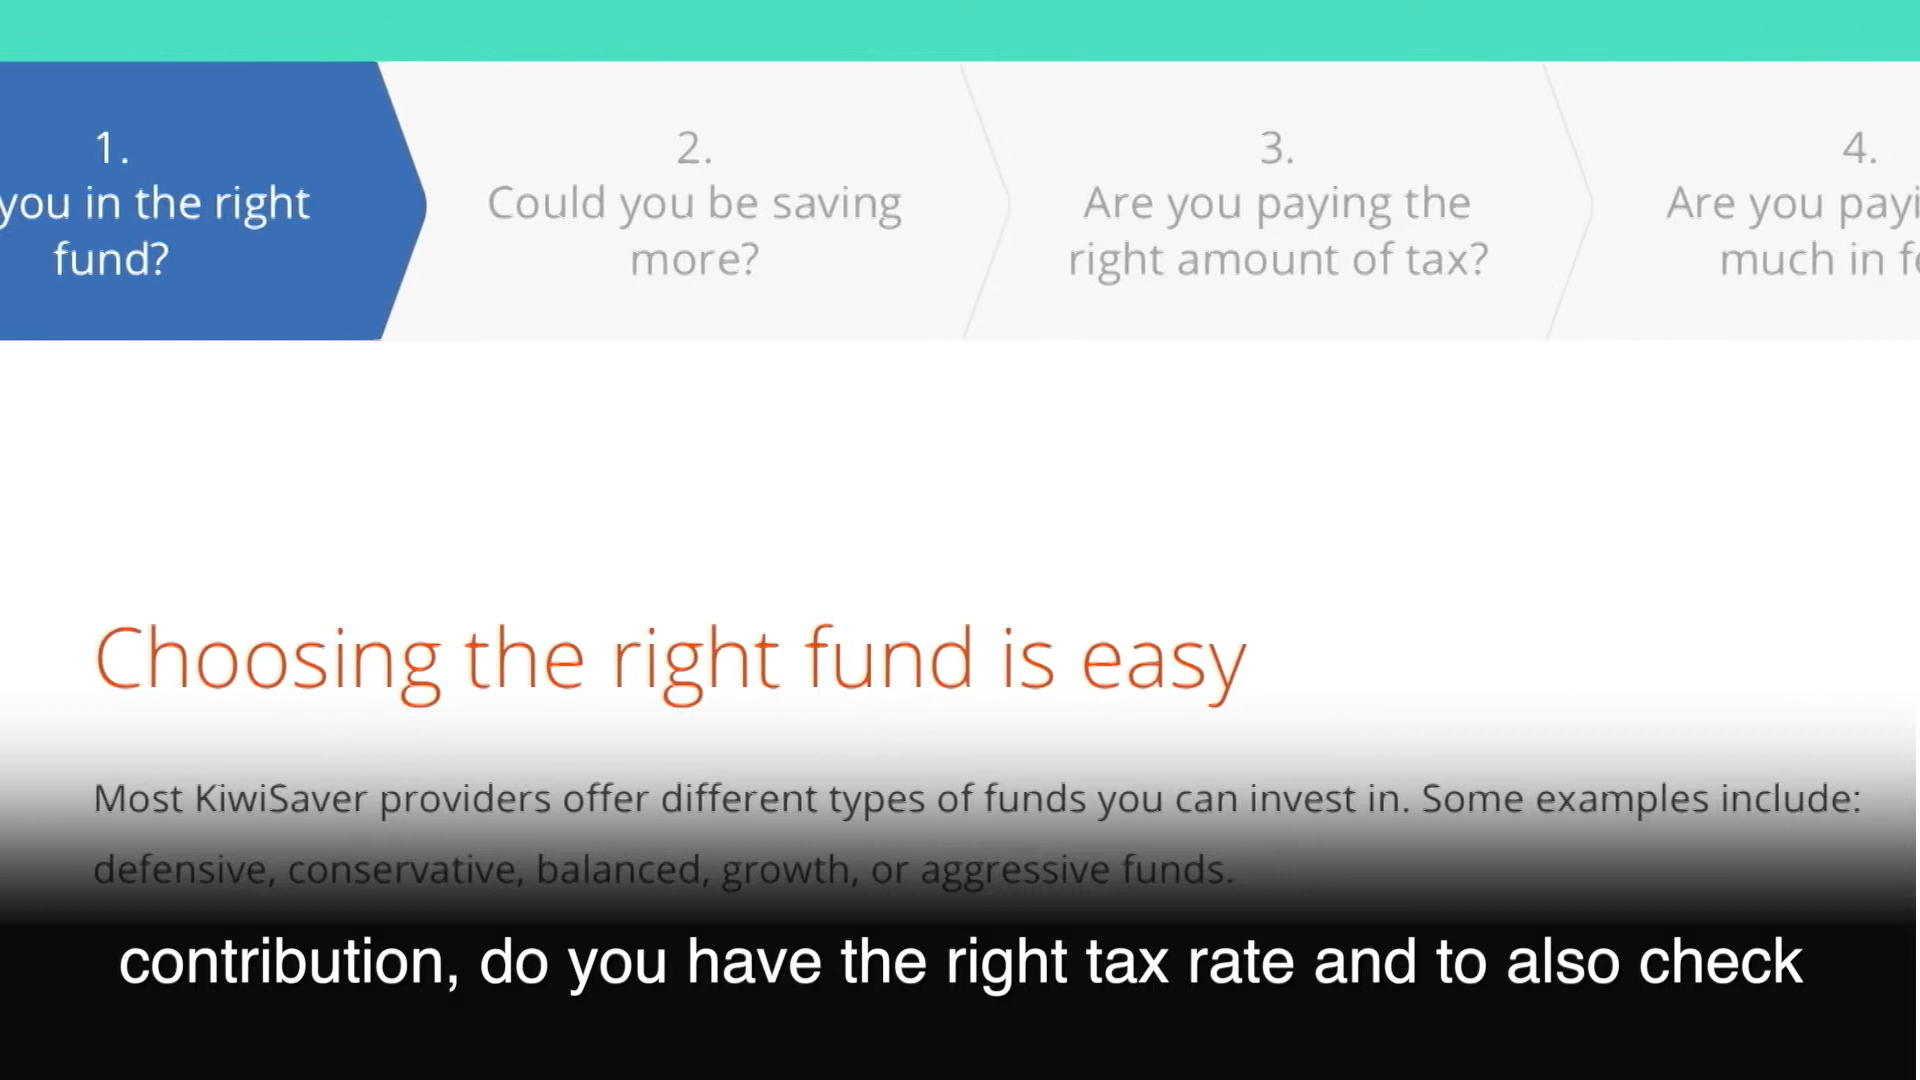 1.
you in the right
fund?
2.
Could you be saving
more?
3.
Are you paying the
right amount of tax?
4.
Are you
much in
Choosing the right fund is easy
Most KiwiSaver providers offer different types of funds you can invest in. Some examples include:
defensive, conservative, balanced, growth, or aggressive funds.
contribution, do you have the right tax rate and to also check